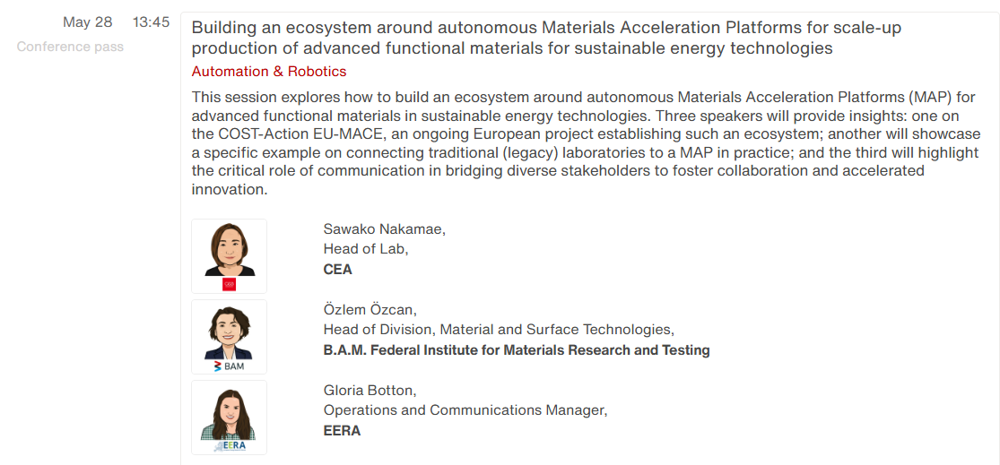 May 28 13:45
Conference pass
Building an ecosystem around autonomous Materials Acceleration Platforms for scale-up
production of advanced functional materials for sustainable energy technologies
Automation & Robotics
This session explores how to build an ecosystem around autonomous Materials Acceleration Platforms (MAP) for
advanced functional materials in sustainable energy technologies. Three speakers will provide insights: one on
the COST-Action EU-MACE, an ongoing European project establishing such an ecosystem; another will showcase
a specific example on connecting traditional (legacy) laboratories to a MAP in practice; and the third will highlight
the critical role of communication in bridging diverse stakeholders to foster collaboration and accelerated
innovation.
Sawako Nakamae,
Head of Lab,
CEA
Özlem Özcan,
Head of Division, Material and Surface Technologies,
B.A.M. Federal Institute for Materials Research and Testing
BAM
Gloria Botton,
Operations and Communications Manager,
EERA
EERA